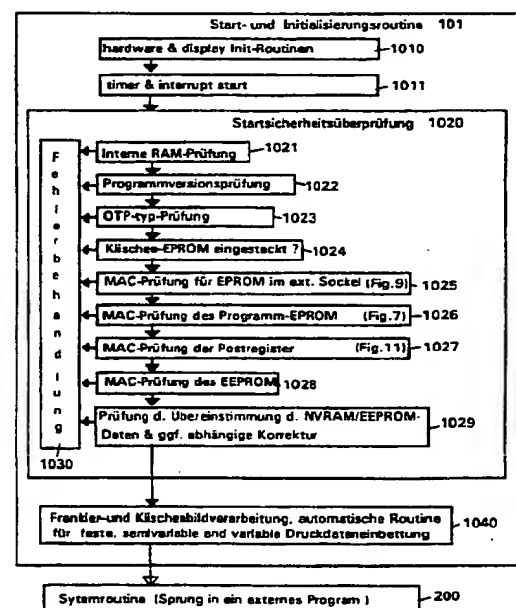 Start- und Initialisierungsroutine 101
hardware & display Init-Routinen 1010
timer & interrupt start 1011
Startsicherheitsüberprüfung 1020
Fehlerbehandlung
1030
Interne RAM-Prüfung 1021
Programmversionsprüfung 1022
OTP-typ-Prüfung 1023
Klischee-EPROM eingesteckt ? 1024
MAC-Prüfung für EPROM im ext. Sockel (Fig.9) 1025
MAC-Prüfung des Programm-EPROM (Fig.7) 1026
MAC-Prüfung der Postregister (Fig.11) 1027
MAC-Prüfung des EEPROM 1028
Prüfung d. Übereinstimmung d. NVRAM/EEPROM-
Daten & ggf. abhängige Korrektur 1029
Frankier-und Klischeebildverarbeitung, automatische Routine
für feste, semivariable und variable Druckdateneinbettung 1040
Sytemroutine (Sprung in ein externes Program ) 200